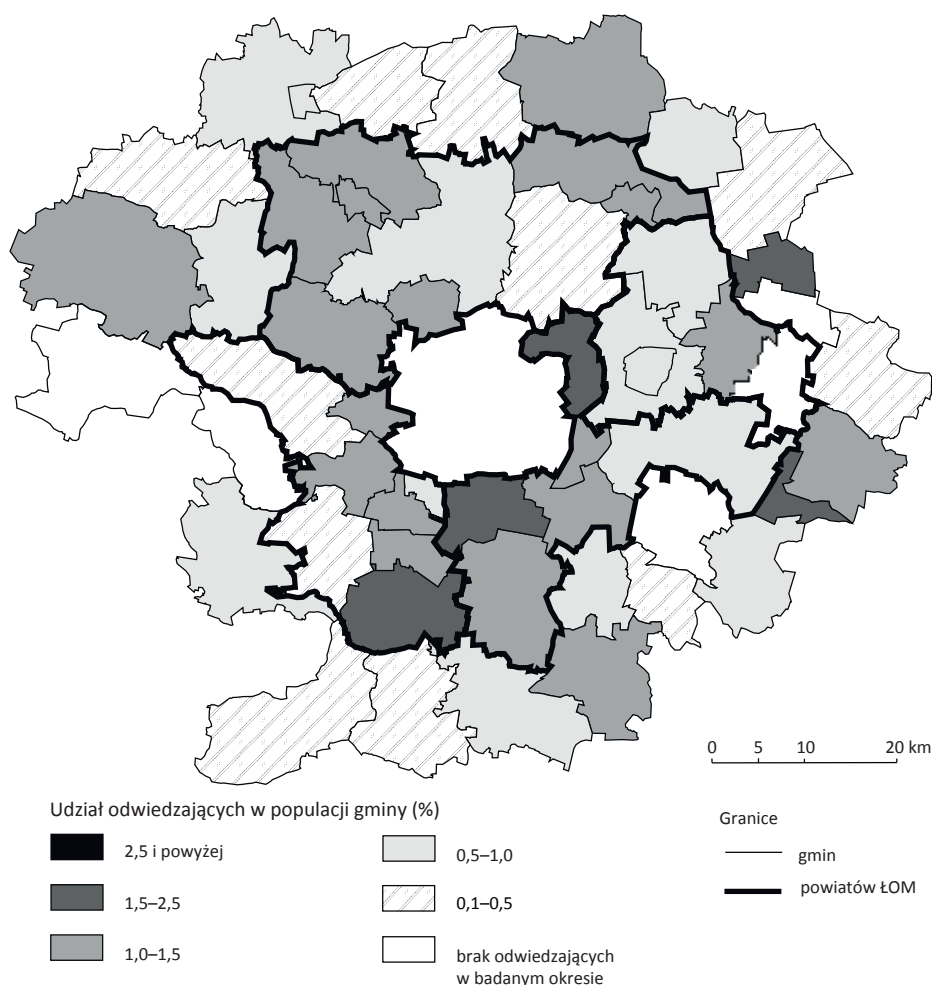 0 5 10 20 km
Udział odwiedzających w populacji gminy (%)
2,5 i powyżej
1,5–2,5
1,0–1,5
0,5–1,0
0,1–0,5
brak odwiedzających
w badanym okresie
Granice
gmin
powiatów ŁOM